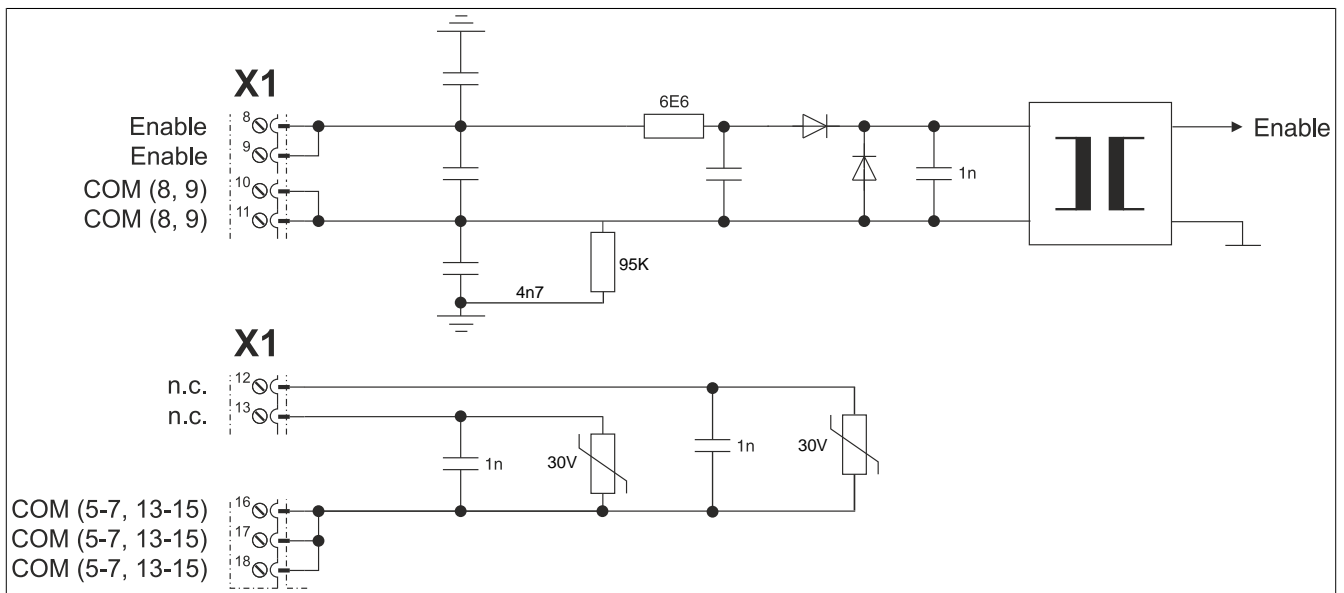 X1
8
Enable
9
Enable
10
COM (8, 9)
11
COM (8, 9)
6E6
1n
Enable
95K
4n7
X1
12
n.c.
13
n.c.
1n
30V
1n
30V
16
COM (5-7, 13-15)
17
COM (5-7, 13-15)
18
COM (5-7, 13-15)